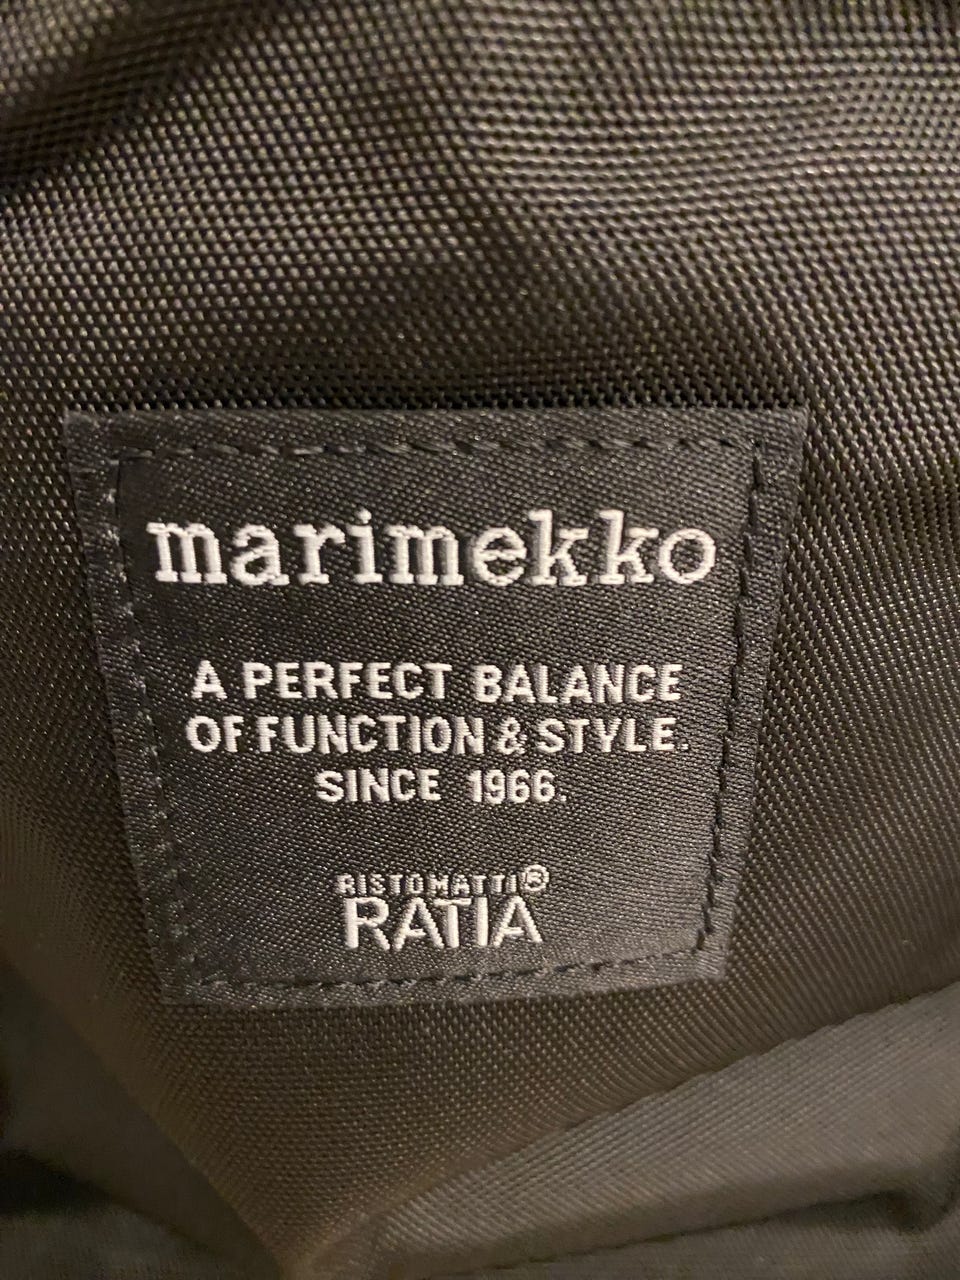 marimekko
A PERFECT BALANCE
OF FUNCTION & STYLE.
SINCE 1966.
RISTOMATTI®
RATIA